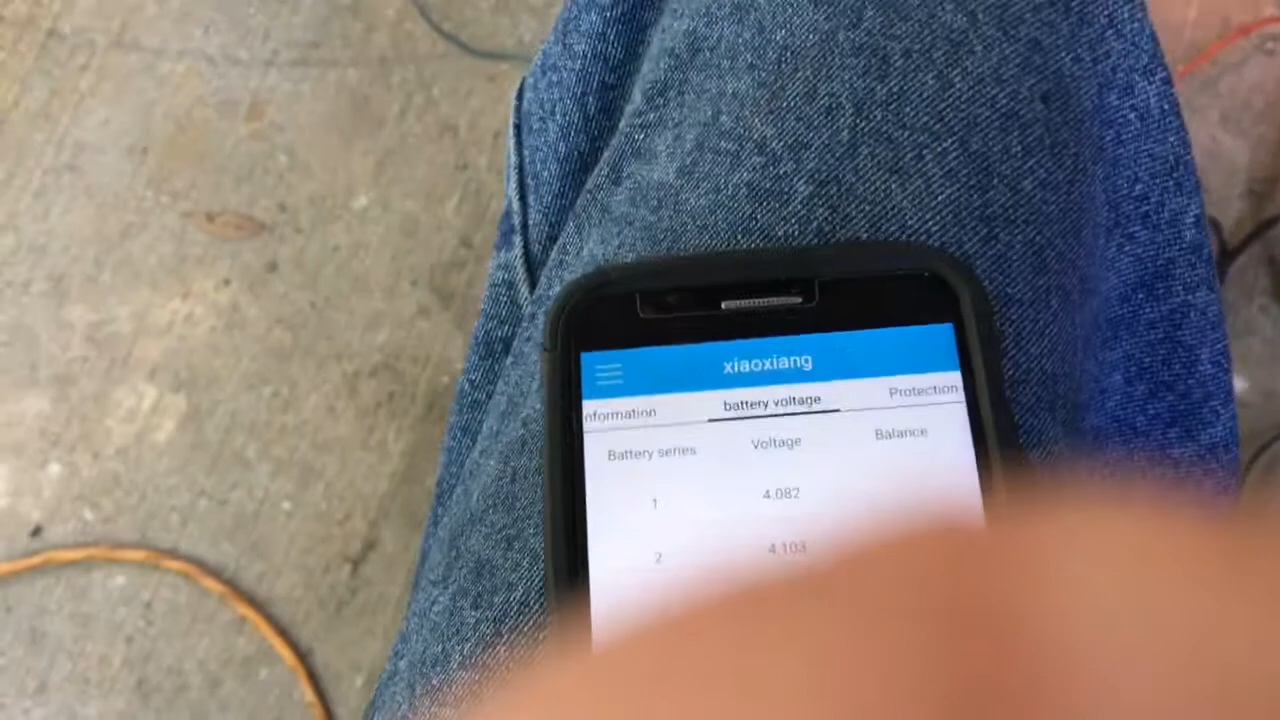 xiaoxiang
nformation battery voltage Protection
Battery series Voltage Balance
1 4.082
2 4.103